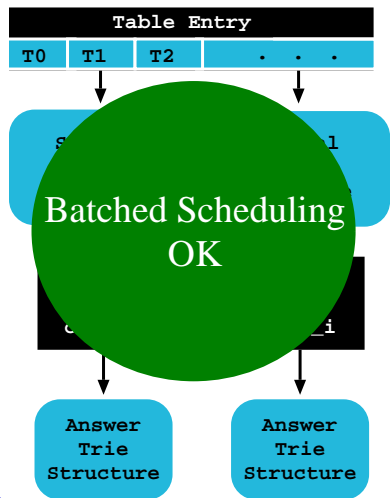 Table Entry
T0 T1 T2 . . .
Batched Scheduling
OK
Answer Answer
Trie Trie
Structure Structure